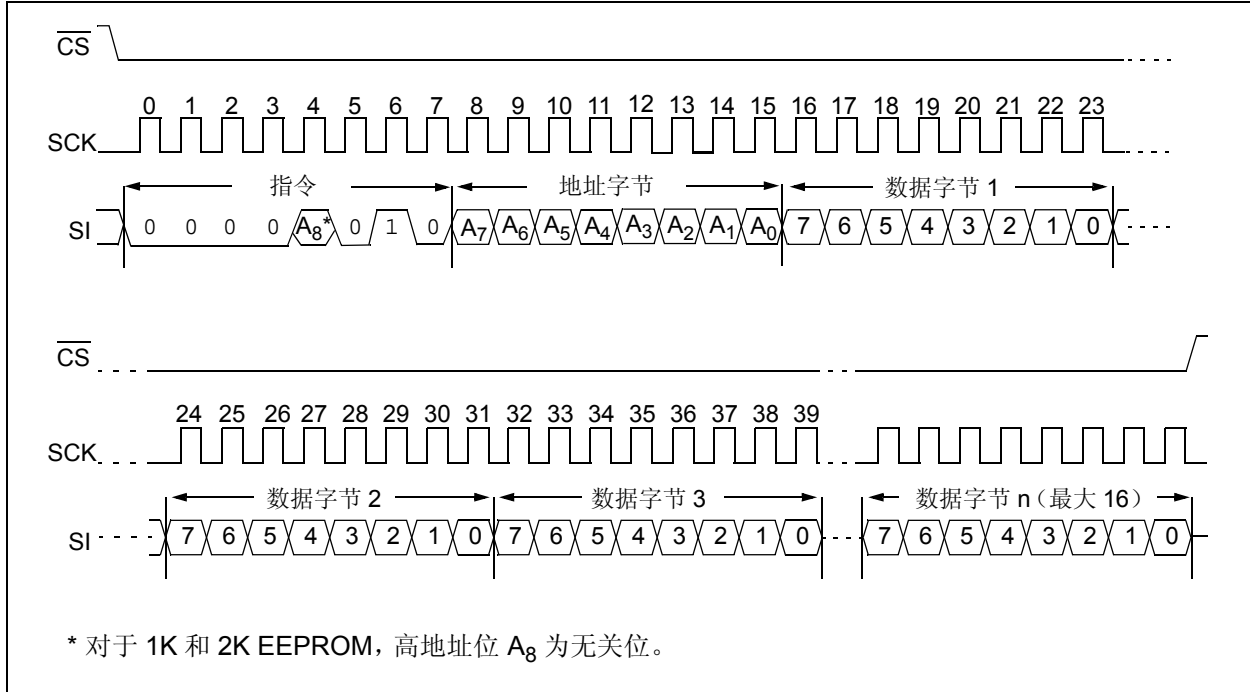 CS
0 1 2 3 4 5 6 7 8 9 10 11 12 13 14 15 16 17 18 19 20 21 22 23
SCK
指令 地址字节 数据字节 1
SI 0 0 0 0 A8* 0 1 0 A7 A6 A5 A4 A3 A2 A1 A0 7 6 5 4 3 2 1 0
CS
24 25 26 27 28 29 30 31 32 33 34 35 36 37 38 39
SCK
数据字节 2 数据字节 3 数据字节 n（最大 16）
SI 7 6 5 4 3 2 1 0 7 6 5 4 3 2 1 0 7 6 5 4 3 2 1 0
* 对于 1K 和 2K EEPROM，高地址位 A8 为无关位。